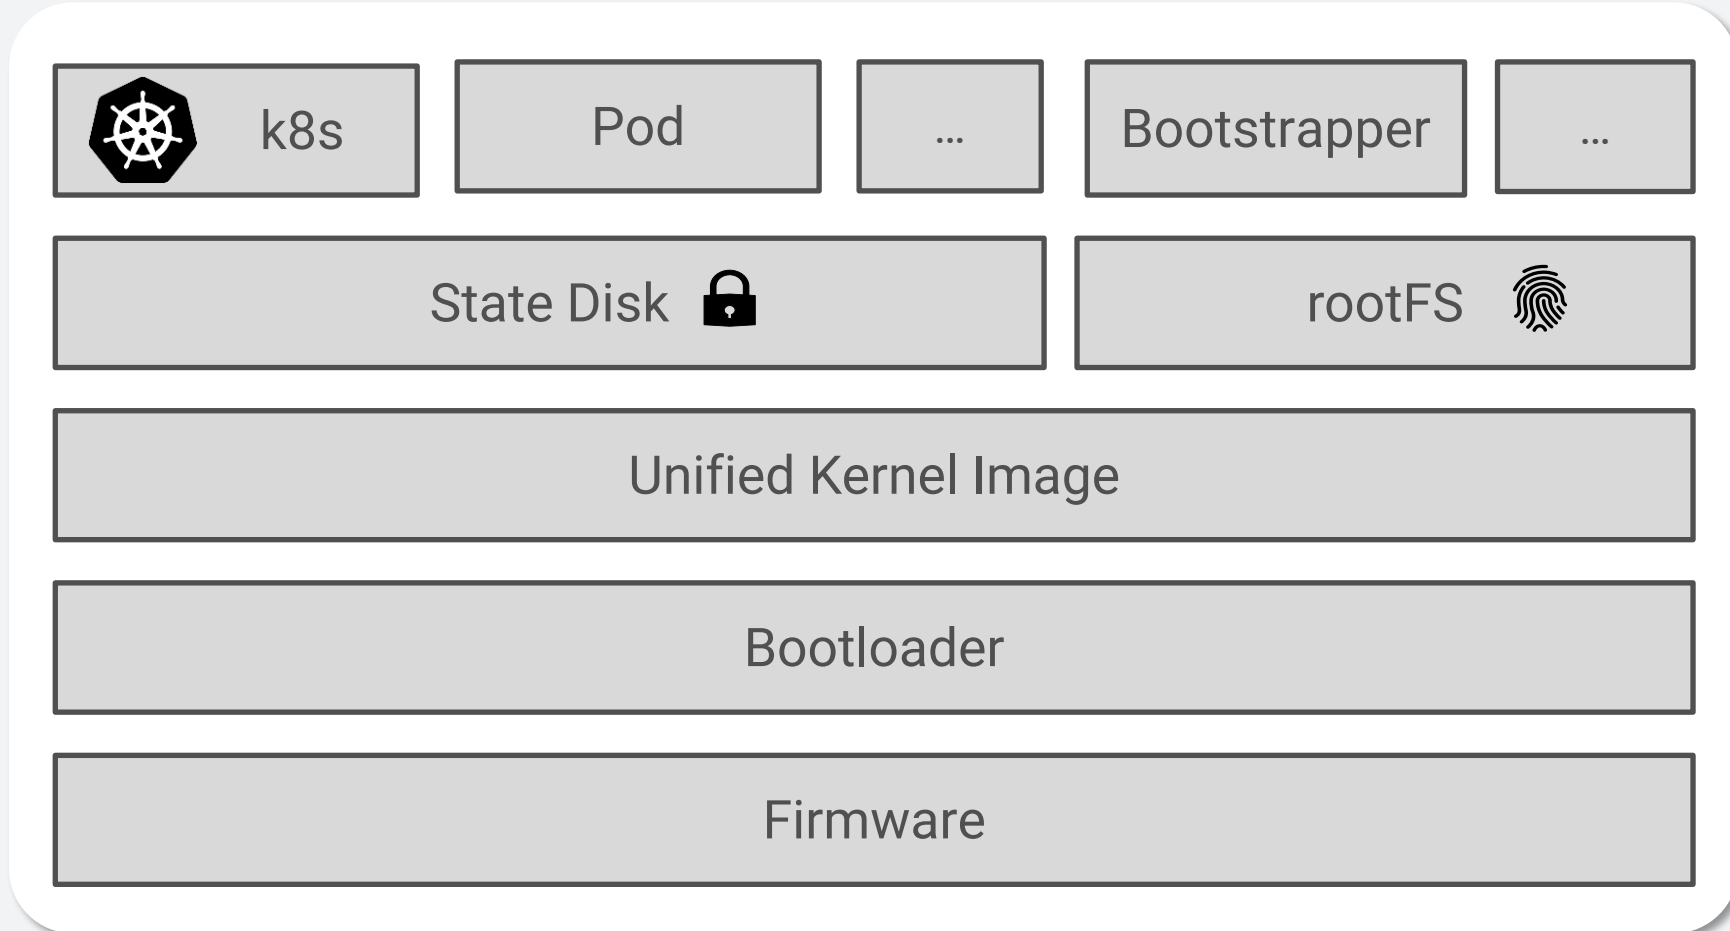 k8s
Pod
...
Bootstrapper
...
State Disk
rootFS
Unified Kernel Image
Bootloader
Firmware